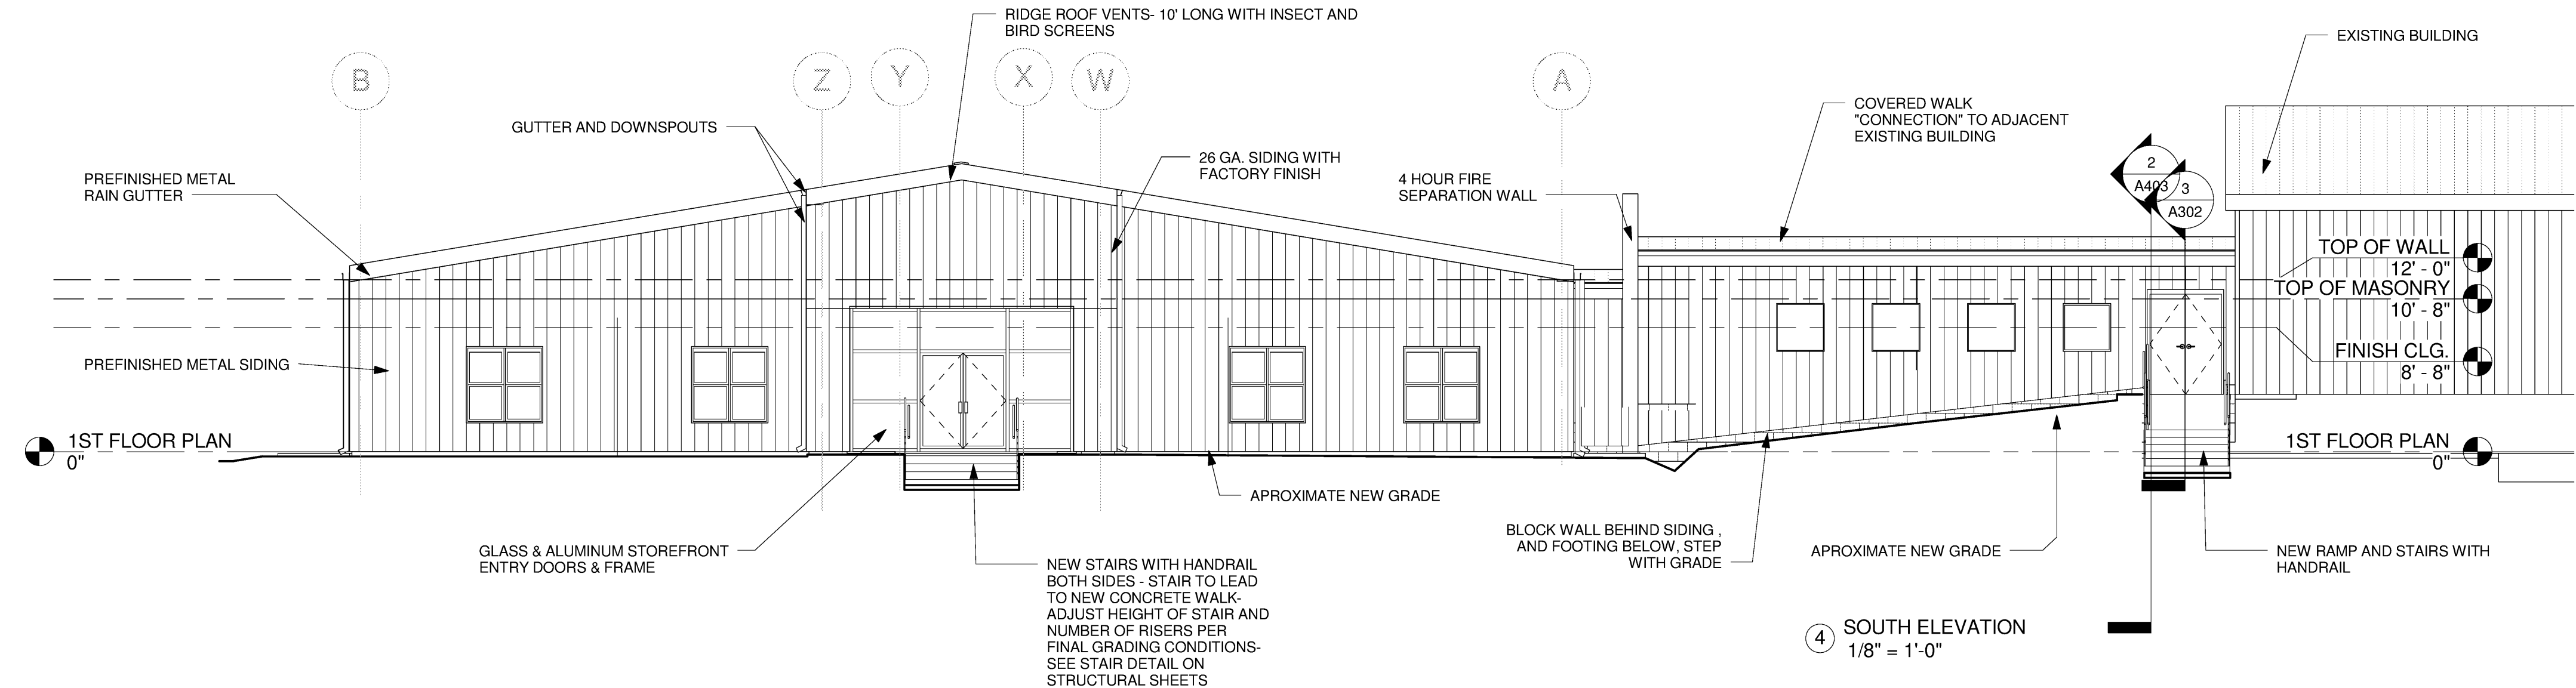 RIDGE ROOF VENTS- 10' LONG WITH INSECT AND
BIRD SCREENS
EXISTING BUILDING
B
Z
Y
X
W
A
GUTTER AND DOWNSPOUTS
COVERED WALK
"CONNECTION" TO ADJACENT
EXISTING BUILDING
26 GA. SIDING WITH
FACTORY FINISH
PREFINISHED METAL
RAIN GUTTER
4 HOUR FIRE
SEPARATION WALL
2
A403
3
A302
TOP OF WALL
12' - 0"
TOP OF MASONRY
10' - 8"
FINISH CLG.
8' - 8"
PREFINISHED METAL SIDING
1ST FLOOR PLAN
0"
1ST FLOOR PLAN
0"
APROXIMATE NEW GRADE
GLASS & ALUMINUM STOREFRONT
ENTRY DOORS & FRAME
NEW STAIRS WITH HANDRAIL
BOTH SIDES - STAIR TO LEAD
TO NEW CONCRETE WALK-
ADJUST HEIGHT OF STAIR AND
NUMBER OF RISERS PER
FINAL GRADING CONDITIONS-
SEE STAIR DETAIL ON
STRUCTURAL SHEETS
BLOCK WALL BEHIND SIDING ,
AND FOOTING BELOW, STEP
WITH GRADE
APROXIMATE NEW GRADE
NEW RAMP AND STAIRS WITH
HANDRAIL
4
SOUTH ELEVATION
1/8" = 1'-0"